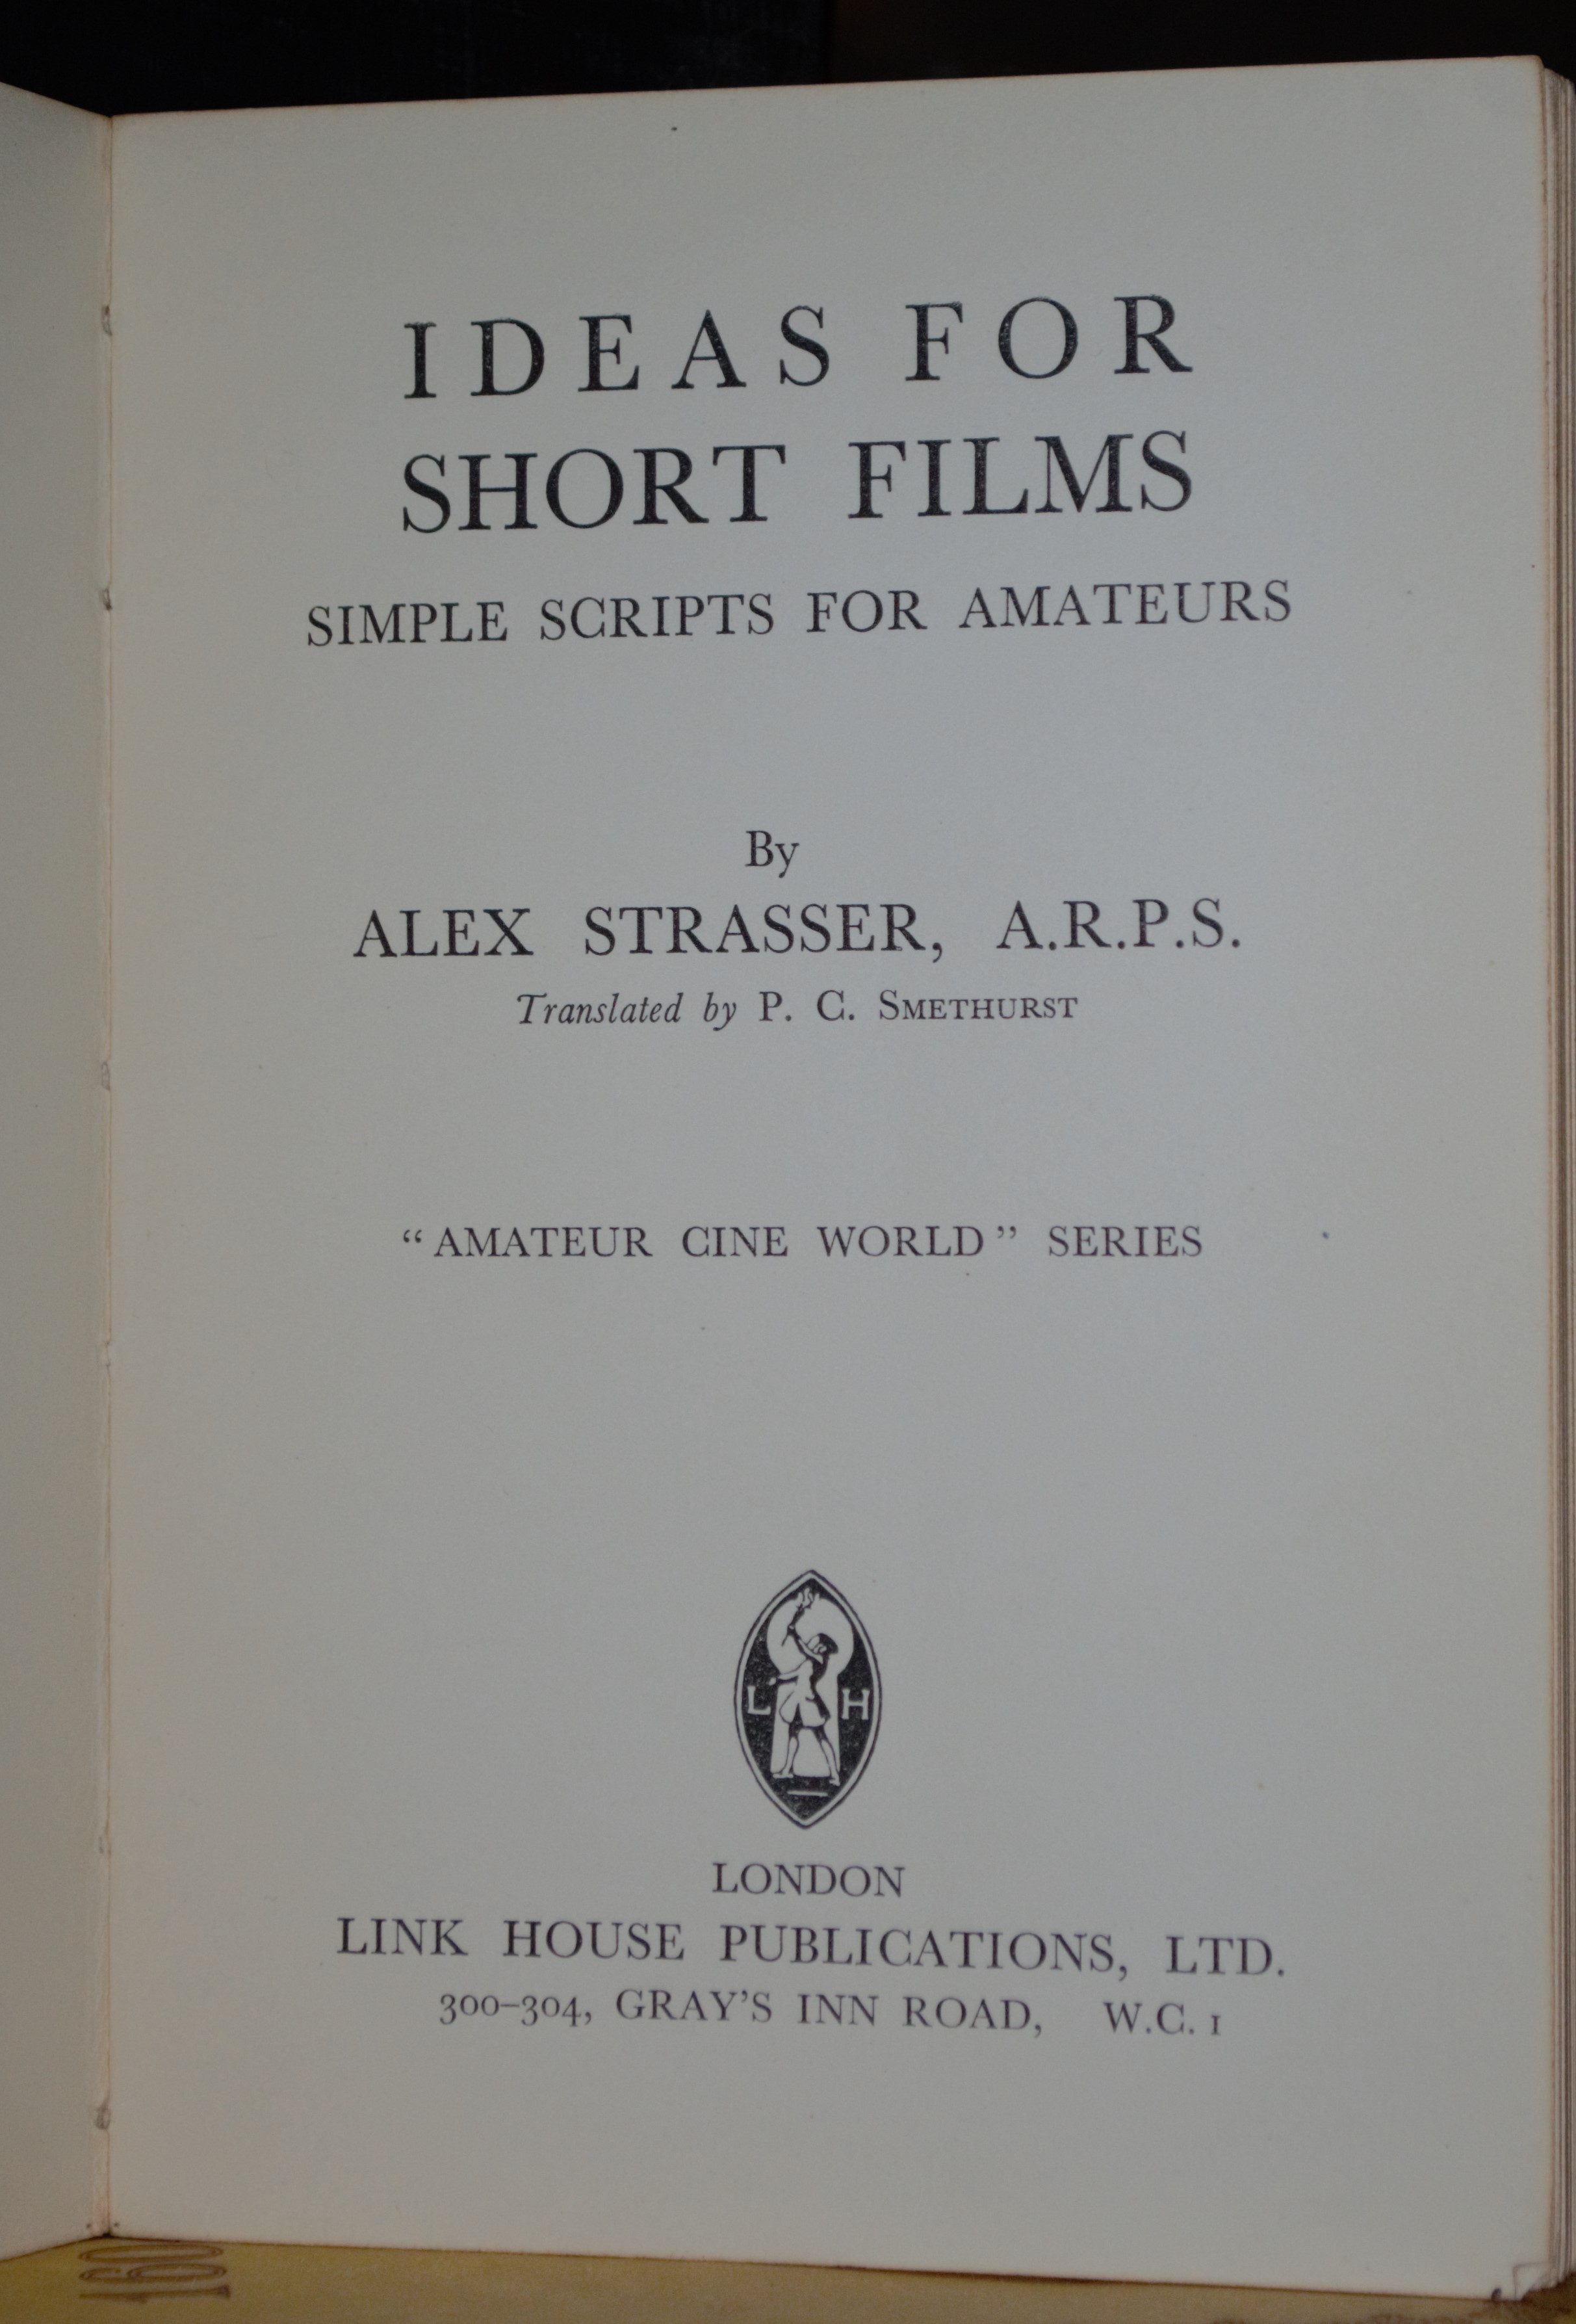 IDEAS FOR
SHORT FILMS
SIMPLE SCRIPTS FOR AMATEURS
By
ALEX STRASSER, A.R.P.S.
Translated by P. C. SMETHURST
“AMATEUR CINE WORLD” SERIES
L H
LONDON
LINK HOUSE PUBLICATIONS, LTD.
300–304, GRAY'S INN ROAD, W.C. 1
160